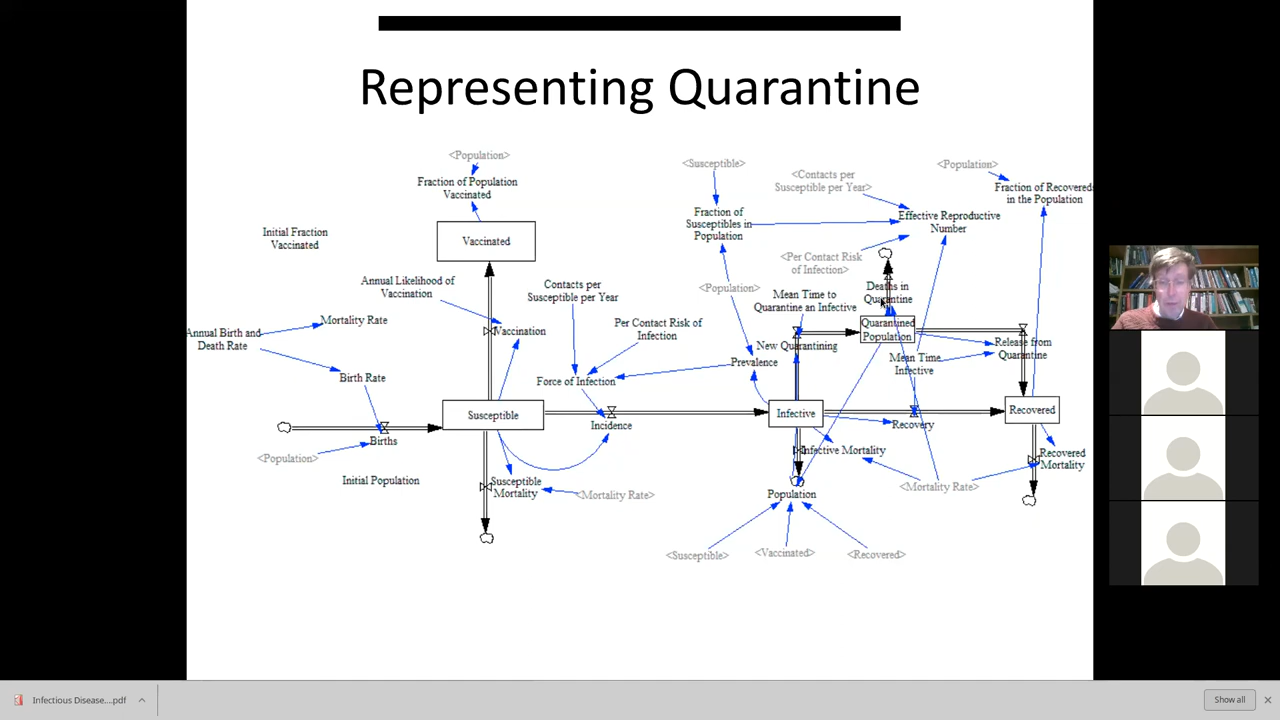 Representing Quarantine
<Population>
Fraction of Population
Vaccinated
Initial Fraction
Vaccinated
Vaccinated
Annual Likelihood of
Vaccination
Contacts per
Susceptible per Year
Annual Birth and
Death Rate
Mortality Rate
Vaccination
Per Contact Risk of
Infection
Birth Rate
Force of Infection
Susceptible
Incidence
Births
<Population>
Initial Population
Susceptible
Mortality
<Mortality Rate>
<Susceptible>
<Contacts per
Susceptible per Year>
<Population>
Fraction of Recovereds
in the Population
Fraction of
Susceptibles in
Population
Effective Reproductive
Number
<Per Contact Risk
of Infection>
<Population>
Mean Time to
Quarantine an Infective
Deaths in
Quarantine
Quarantined
Population
New Quarantining
Release from
Quarantine
Prevalence
Mean Time
Infective
Infective
Recovered
Recovery
Infective Mortality
Recovered
Mortality
<Mortality Rate>
Population
<Susceptible>
<Vaccinated>
<Recovered>
Infectious Disease....pdf
Show all